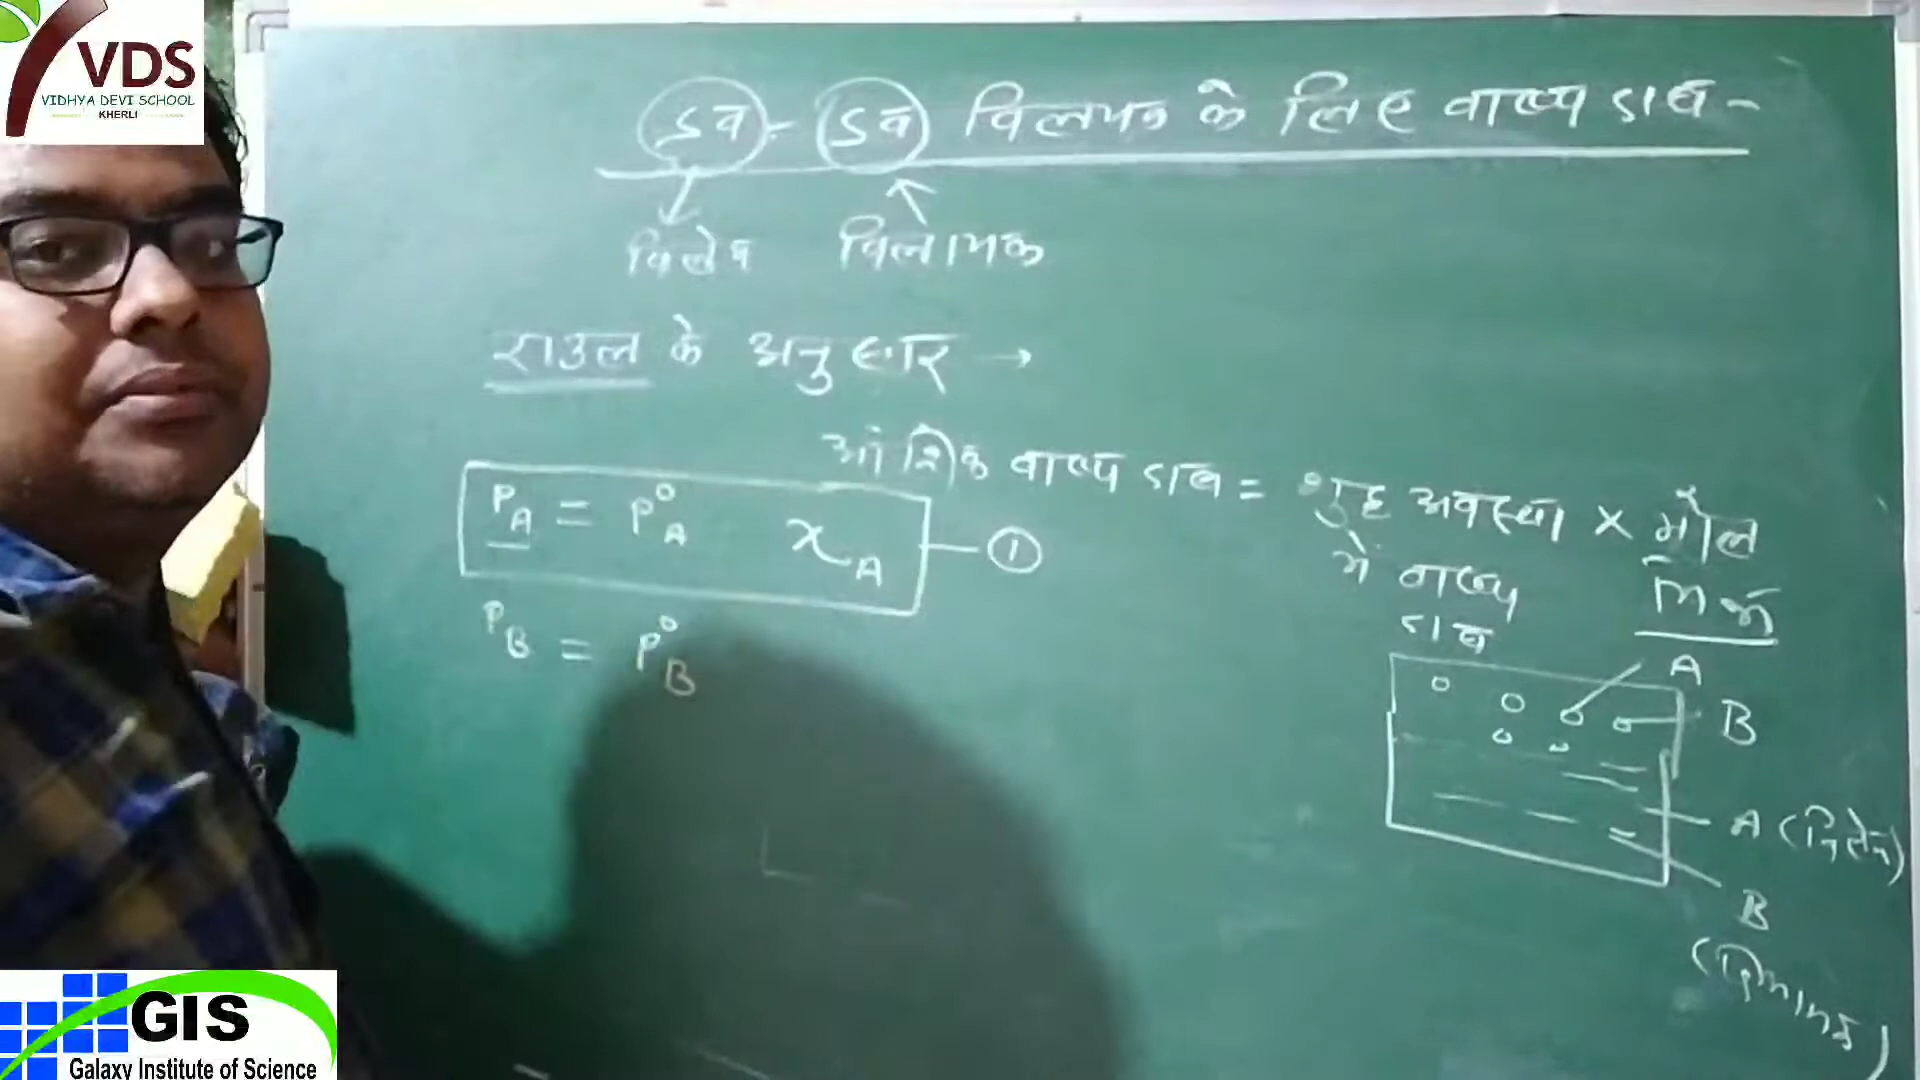 VDS
VIDHYA DEVI SCHOOL
KHERLI
द्रव - द्रव विलयन के लिए वाष्प दाब -
विलेय विलायक
राउल के अनुसार →
आंशिक वाष्प दाब = शुद्ध अवस्था × मोल
में वाष्प भिन्न
दाब
P_A = P°_A x_A — ①
P_B = P°_B
A
B
A (विलेय)
B
(विलायक)
GIS
Galaxy Institute of Science